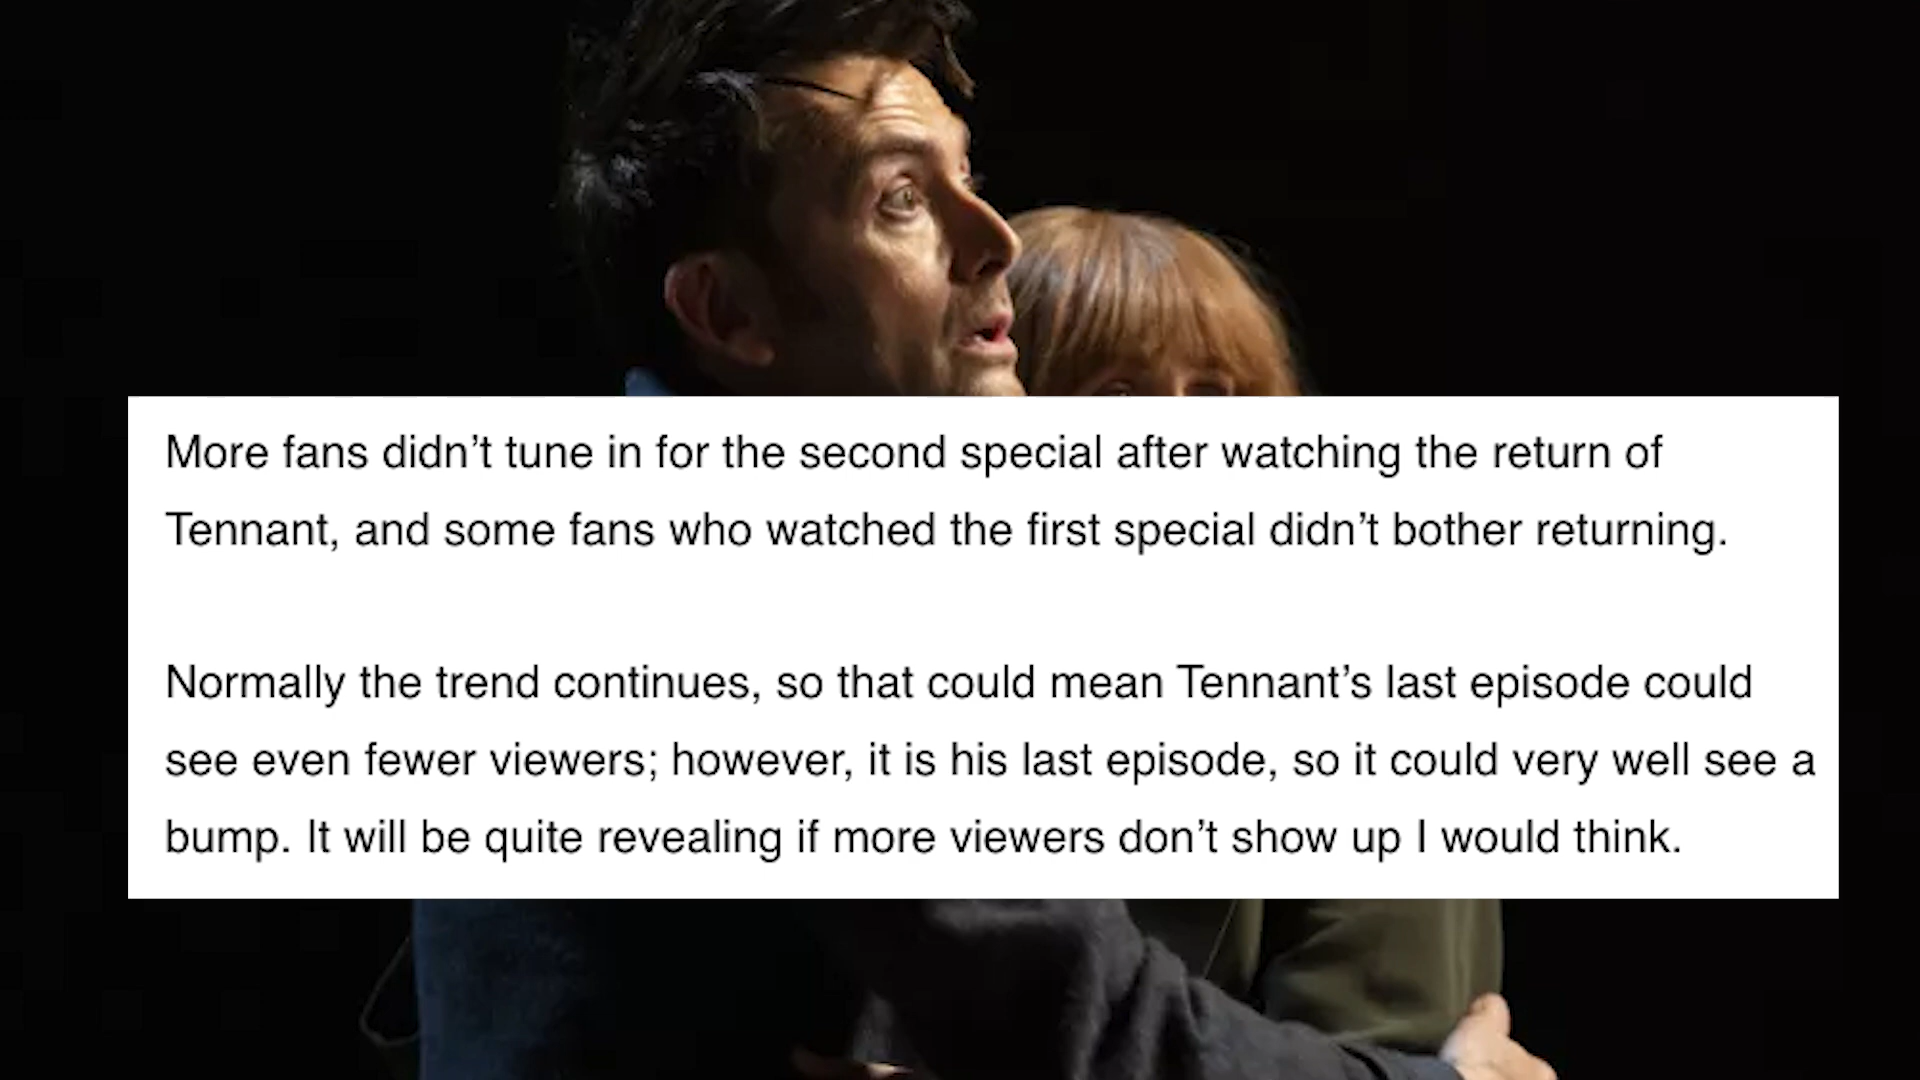 More fans didn’t tune in for the second special after watching the return of
Tennant, and some fans who watched the first special didn’t bother returning.
Normally the trend continues, so that could mean Tennant’s last episode could
see even fewer viewers; however, it is his last episode, so it could very well see a
bump. It will be quite revealing if more viewers don’t show up I would think.